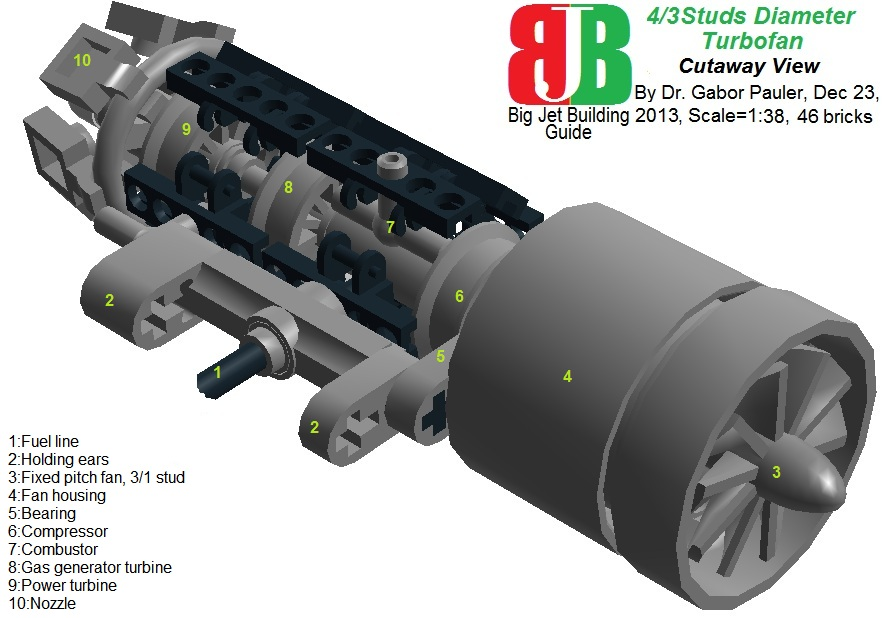 4/3Studs Diameter
Turbofan
Cutaway View
BJB
By Dr. Gabor Pauler, Dec 23,
Big Jet Building 2013, Scale=1:38, 46 bricks
Guide
10
9
8
7
2
6
5
1
4
2
3
1:Fuel line
2:Holding ears
3:Fixed pitch fan, 3/1 stud
4:Fan housing
5:Bearing
6:Compressor
7:Combustor
8:Gas generator turbine
9:Power turbine
10:Nozzle